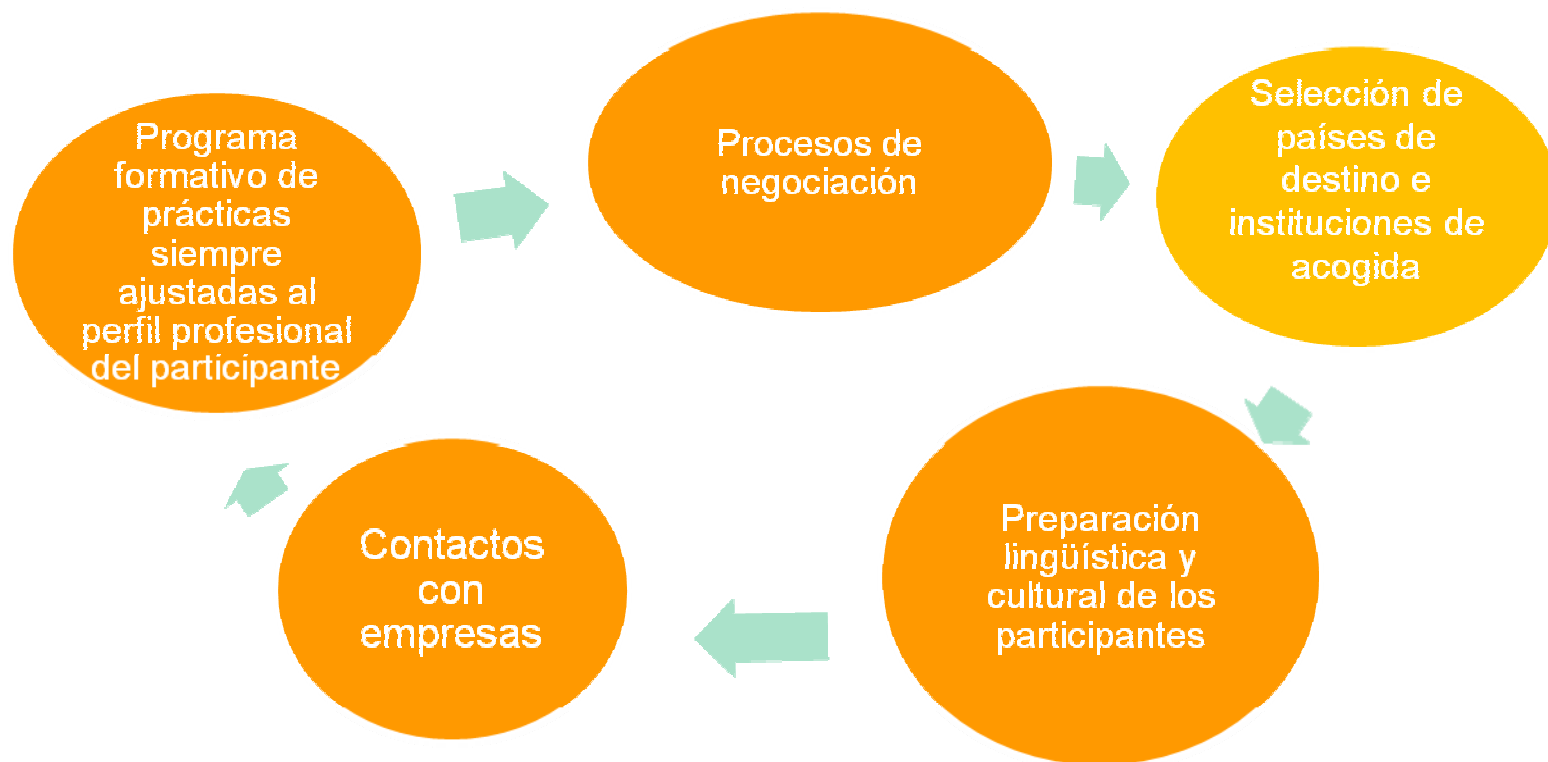 Programa
formativo de
prácticas
siempre
ajustadas al
perfil profesional
del participante
Procesos de
negociación
Selección de
países de
destino e
instituciones de
acogida
Preparación
lingüística y
cultural de los
participantes
Contactos
con
empresas